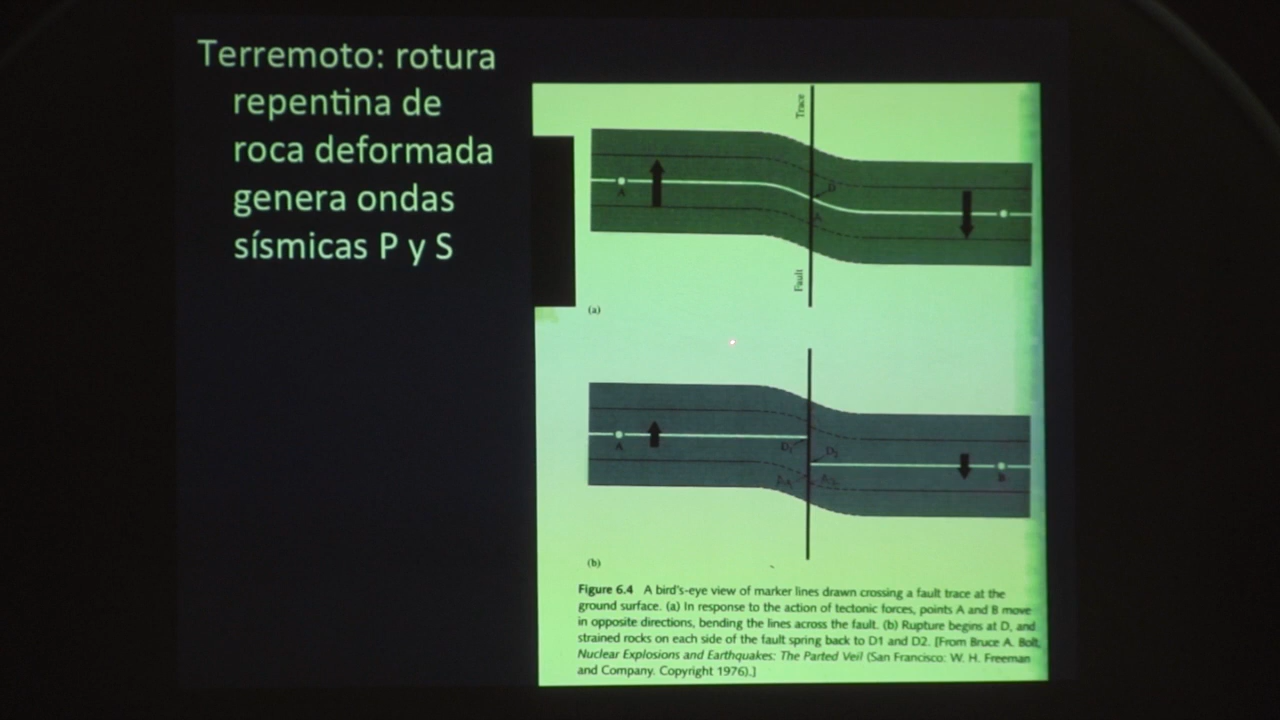 Terremoto: rotura
repentina de
roca deformada
genera ondas
sísmicas P y S
Trace
A
D
A
Fault
(a)
A
D1
D2
B
(b)
Figure 6.4 A bird's-eye view of marker lines drawn crossing a fault trace at the
ground surface. (a) In response to the action of tectonic forces, points A and B move
in opposite directions, bending the lines across the fault. (b) Rupture begins at D, and
strained rocks on each side of the fault spring back to D1 and D2. [From Bruce A. Bolt,
Nuclear Explosions and Earthquakes: The Parted Veil (San Francisco: W. H. Freeman
and Company. Copyright 1976).]